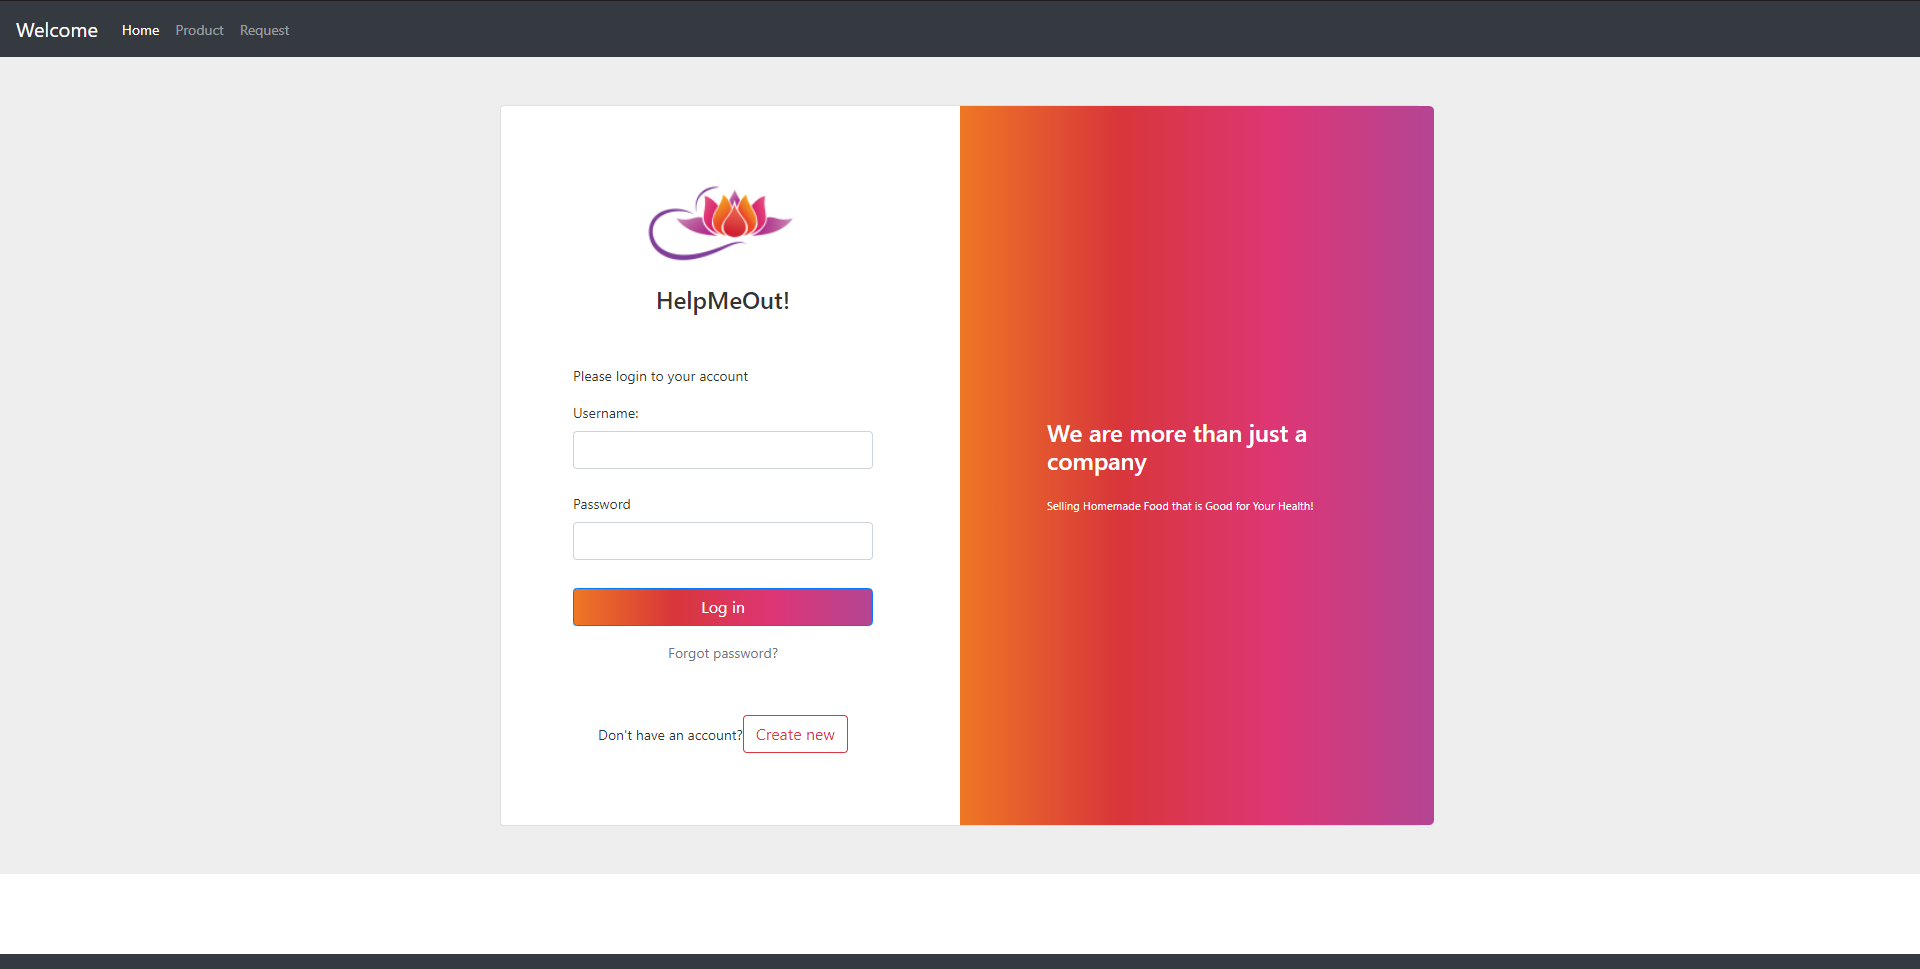 Welcome Home Product Request
HelpMeOut!
Please login to your account
Username:
Password
Log in
Forgot password?
Don't have an account? Create new
We are more than just a
company
Selling Homemade Food that is Good for Your Health!